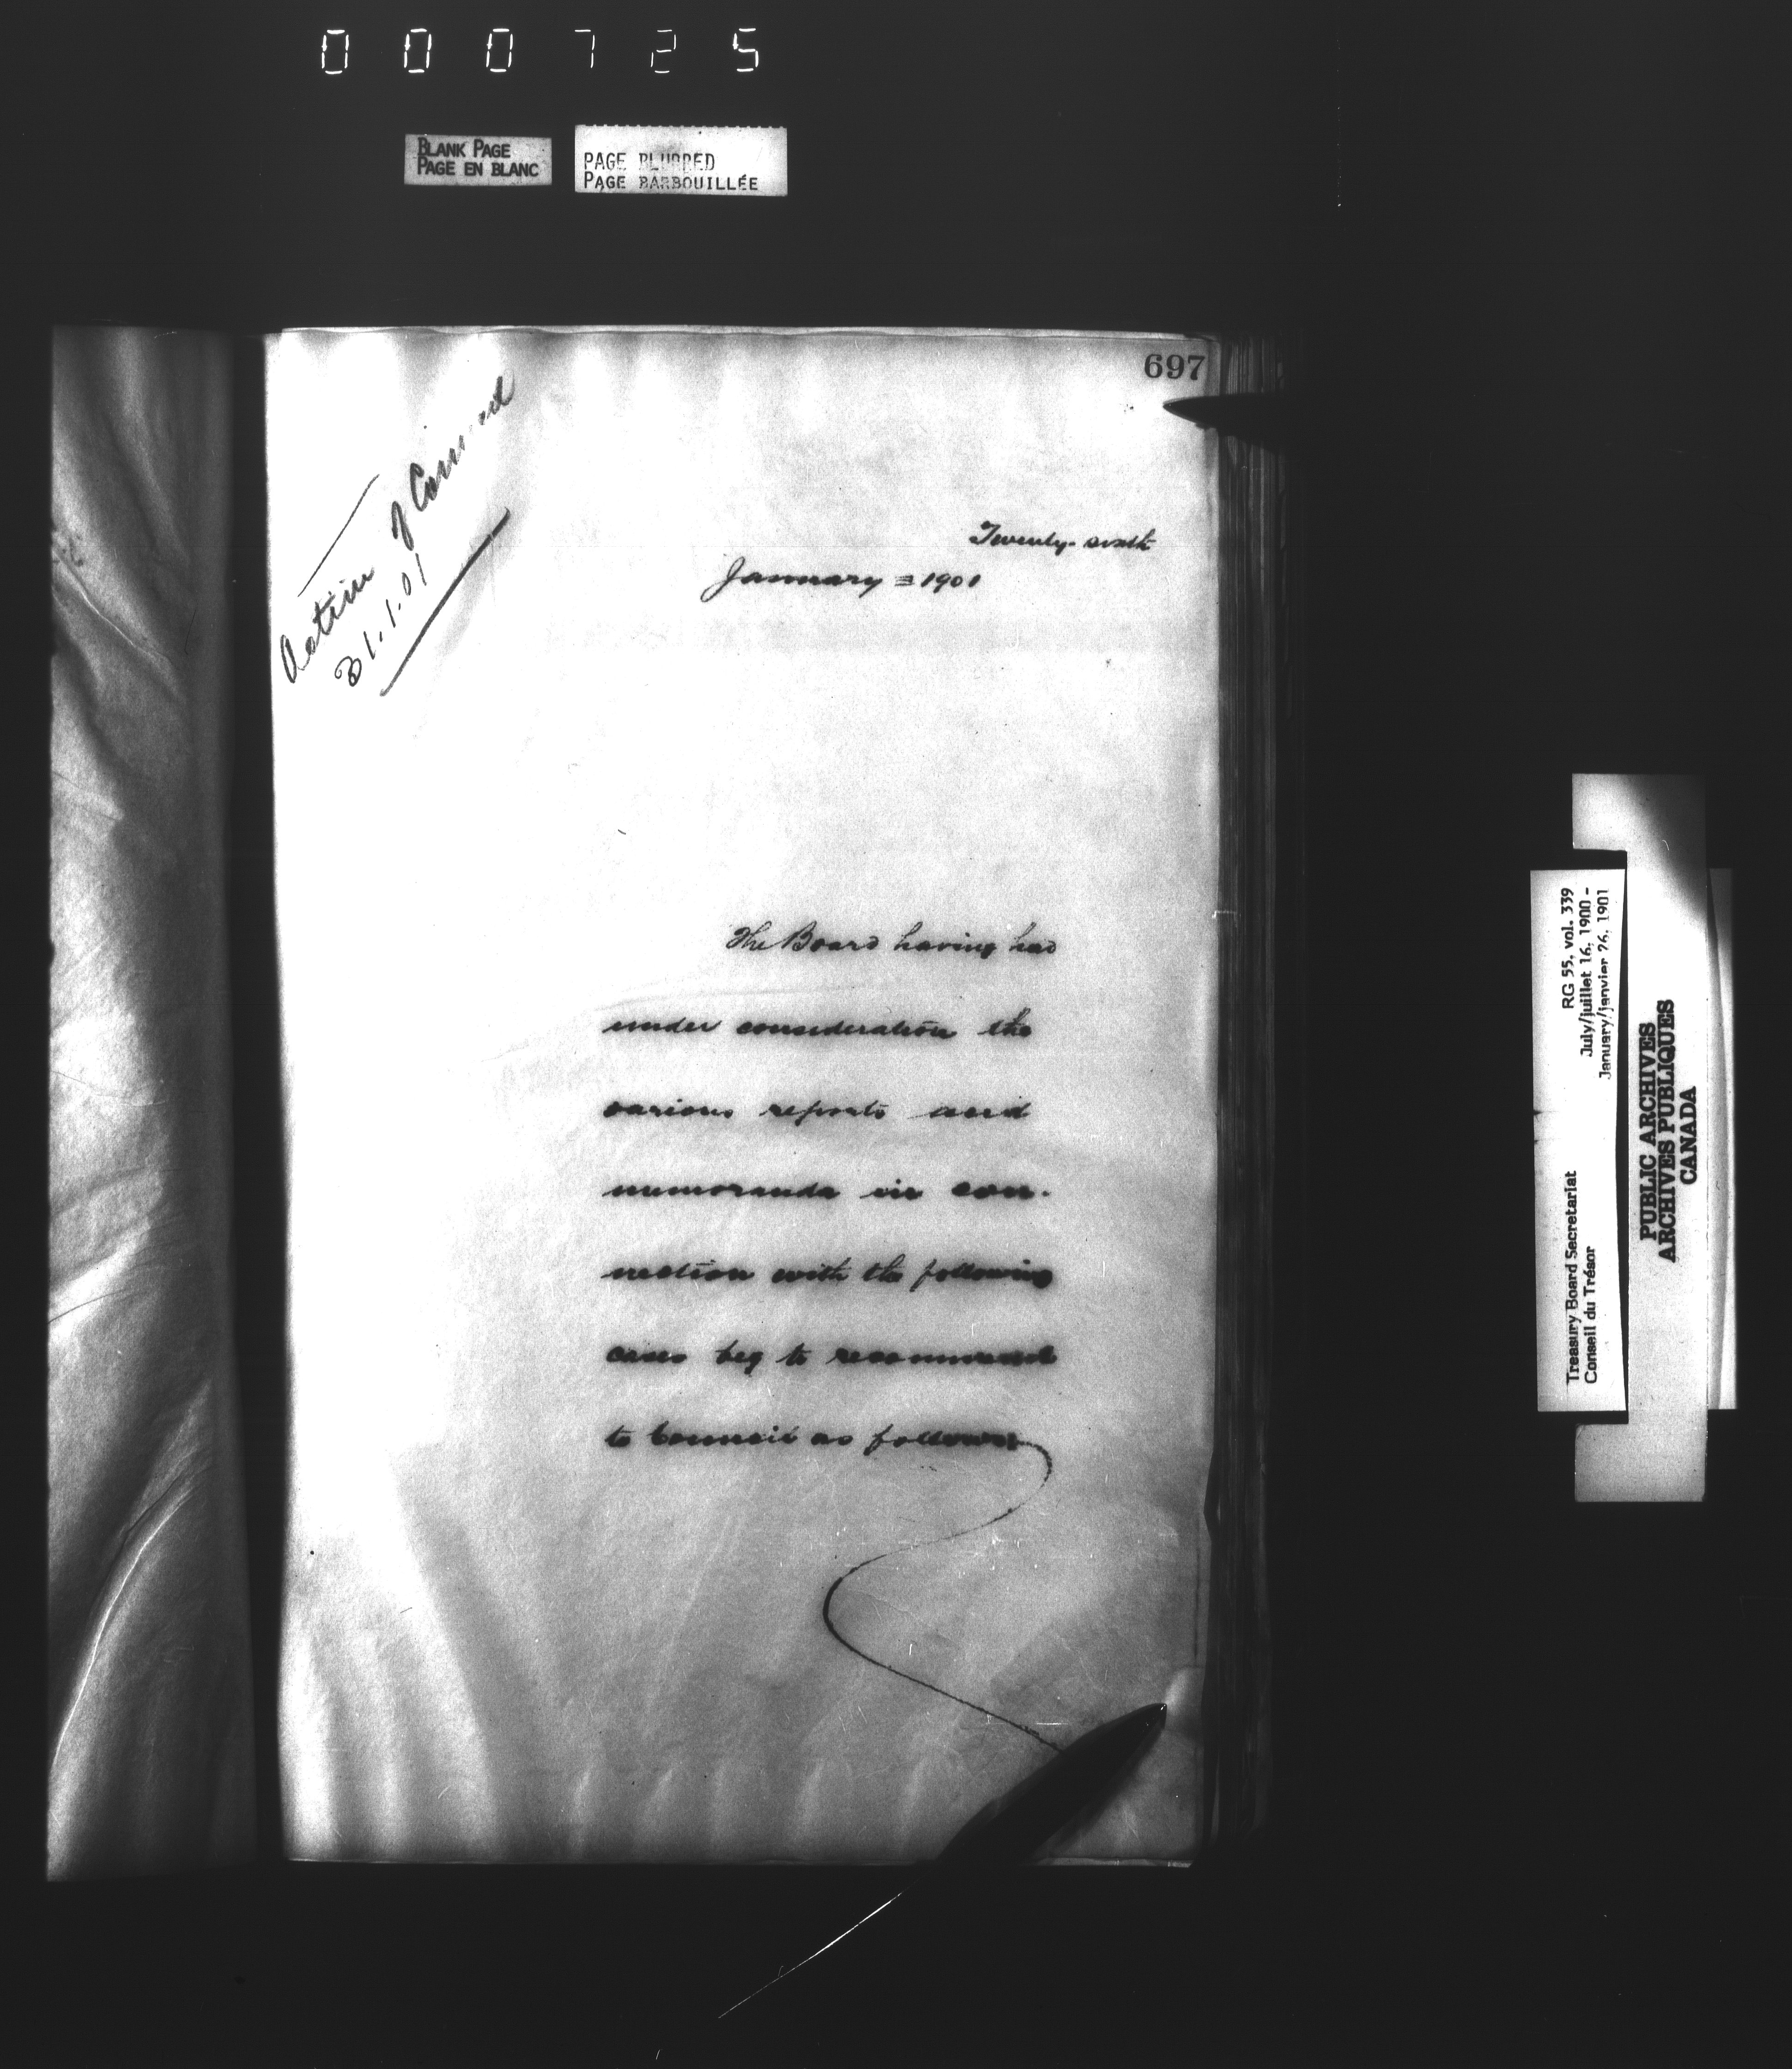 000725
BLANK PAGE
PAGE EN BLANC
PAGE BLURRED
PAGE BARBOUILLÉE
697
Action of Council
31.1.01
Twenty-sixth
January = 1901
The Board having had
under consideration the
various reports and
memoranda in con-
nection with the following
cases beg to recommend
to Council as follows
RG 55, vol. 339
July/juillet 16, 1900 -
January/janvier 26, 1901
Treasury Board Secretariat
Conseil du Trésor
PUBLIC ARCHIVES
ARCHIVES PUBLIQUES
CANADA